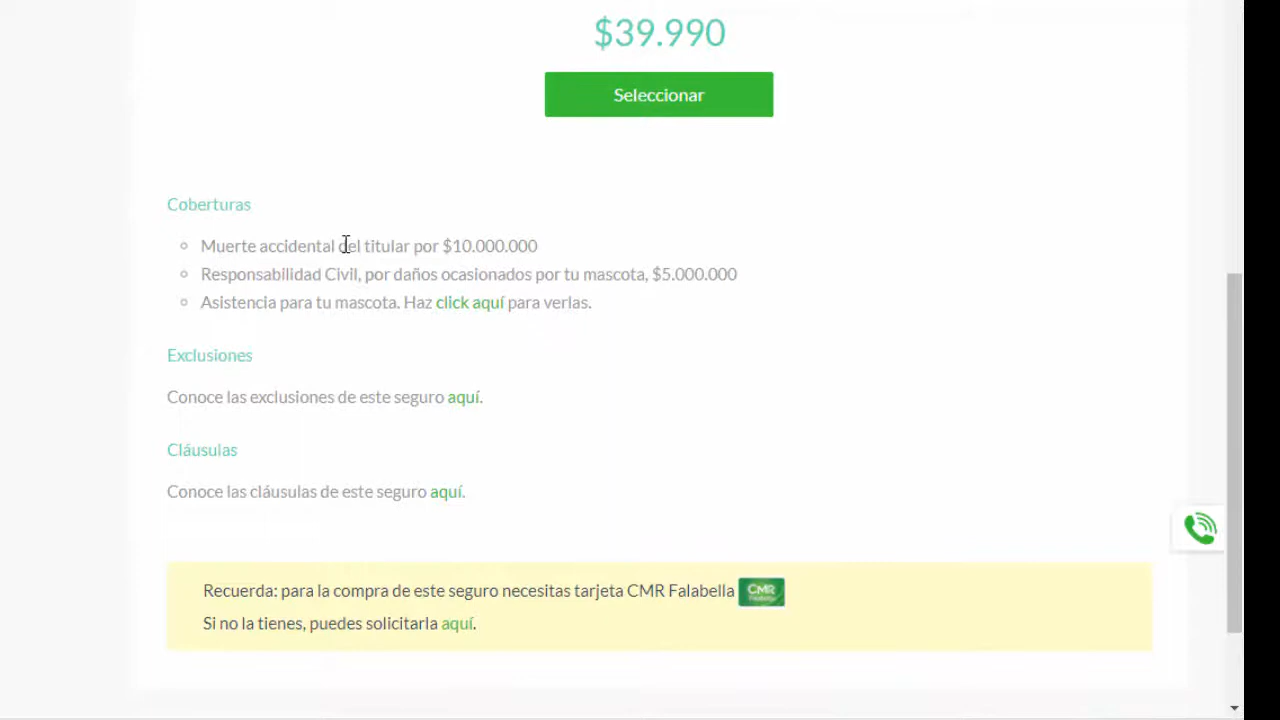 $39.990
Seleccionar
Coberturas
Muerte accidental del titular por $10.000.000
Responsabilidad Civil, por daños ocasionados por tu mascota, $5.000.000
Asistencia para tu mascota. Haz click aquí para verlas.
Exclusiones
Conoce las exclusiones de este seguro aquí.
Cláusulas
Conoce las cláusulas de este seguro aquí.
Recuerda: para la compra de este seguro necesitas tarjeta CMR Falabella CMR Falabella
Si no la tienes, puedes solicitarla aquí.